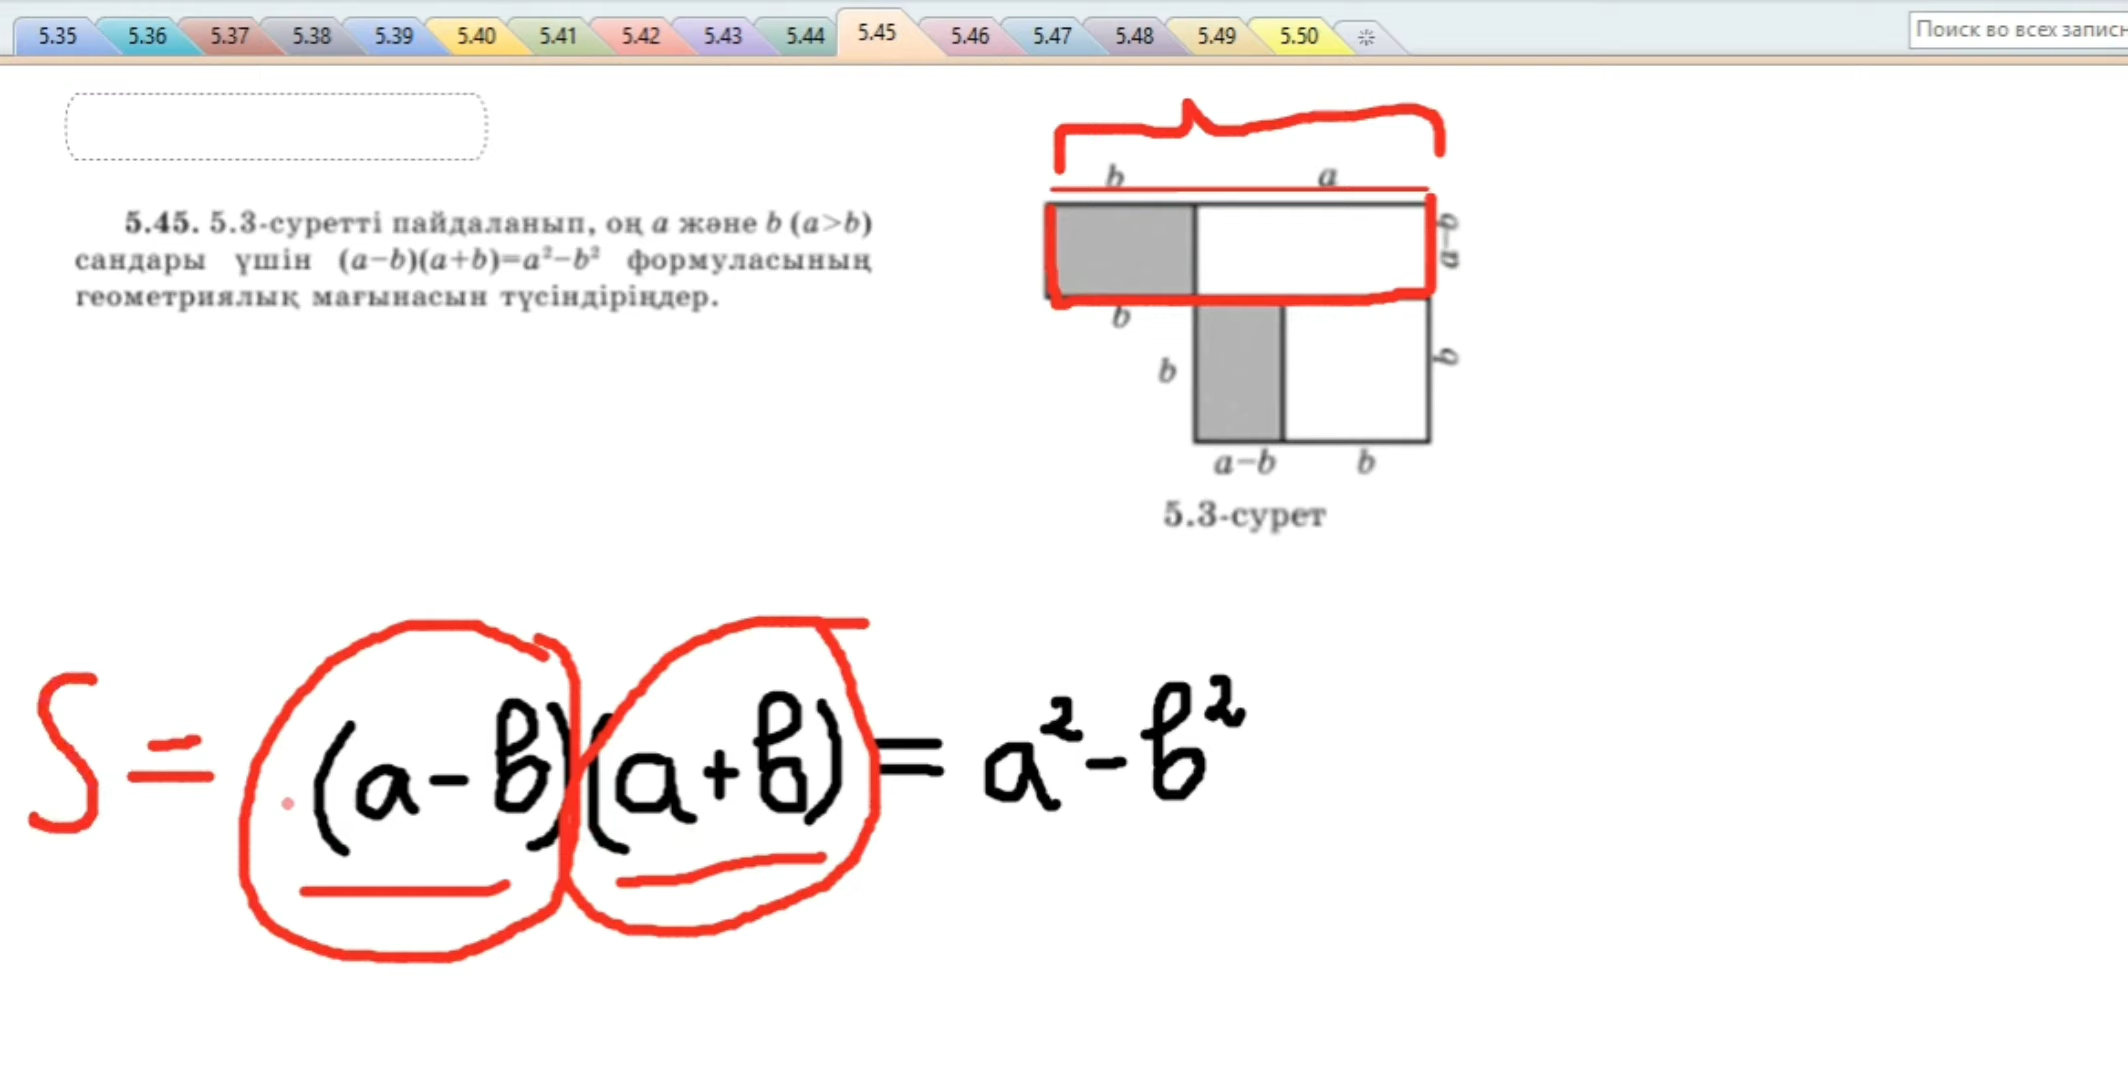 5.35 5.36 5.37 5.38 5.39 5.40 5.41 5.42 5.43 5.44 5.45 5.46 5.47 5.48 5.49 5.50
Поиск во всех запися
5.45. 5.3-суретті пайдаланып, оң a және b (a>b)
сандары үшін (a−b)(a+b)=a²−b² формуласының
геометриялық мағынасын түсіндіріңдер.
b a
a−b
b
b b
a−b b
5.3-сурет
S = (a-b)(a+b) = a²-b²